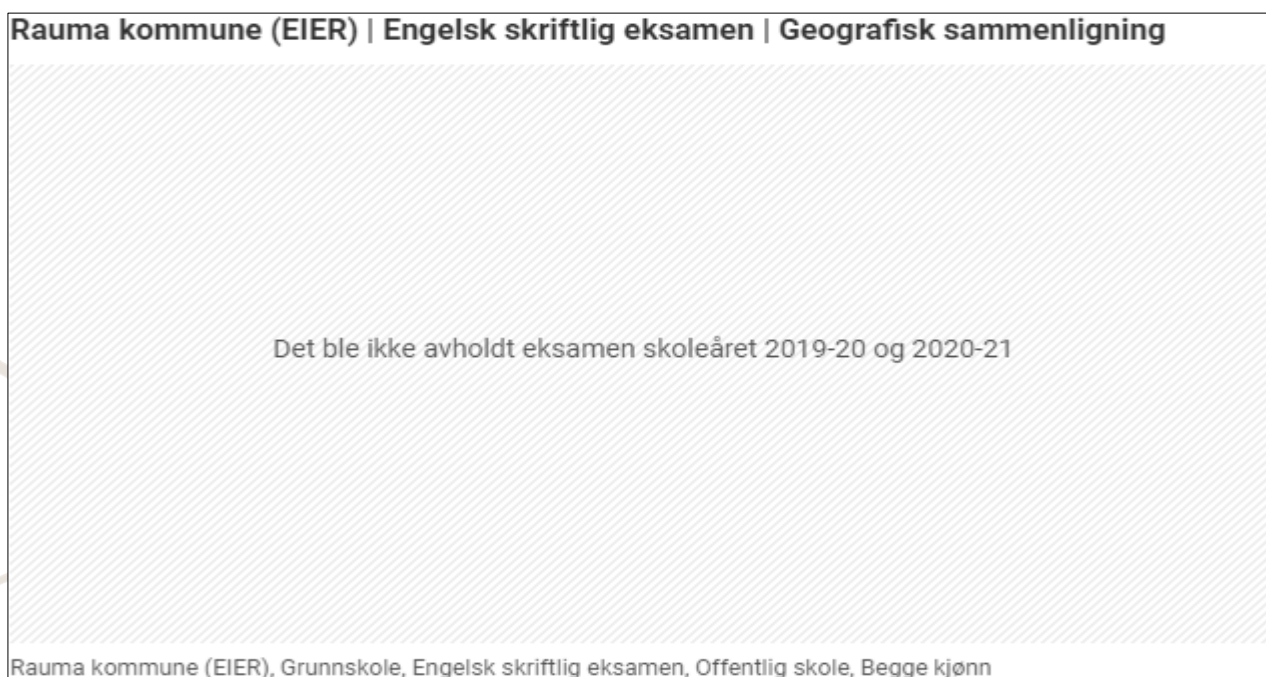 Rauma kommune (EIER) | Engelsk skriftlig eksamen | Geografisk sammenligning
Det ble ikke avholdt eksamen skoleåret 2019-20 og 2020-21
Rauma kommune (EIER), Grunnskole, Engelsk skriftlig eksamen, Offentlig skole, Begge kjønn